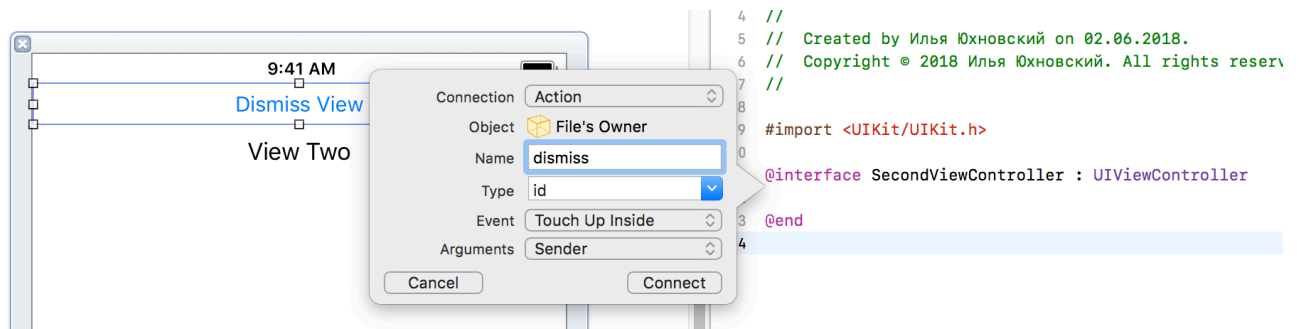 9:41 AM
Dismiss View
View Two
Connection Action
Object File's Owner
Name dismiss
Type id
Event Touch Up Inside
Arguments Sender
Cancel Connect
4 //
5 // Created by Илья Юхновский on 02.06.2018.
6 // Copyright © 2018 Илья Юхновский. All rights reserv
7 //
8
9 #import <UIKit/UIKit.h>
0
@interface SecondViewController : UIViewController
3 @end
4